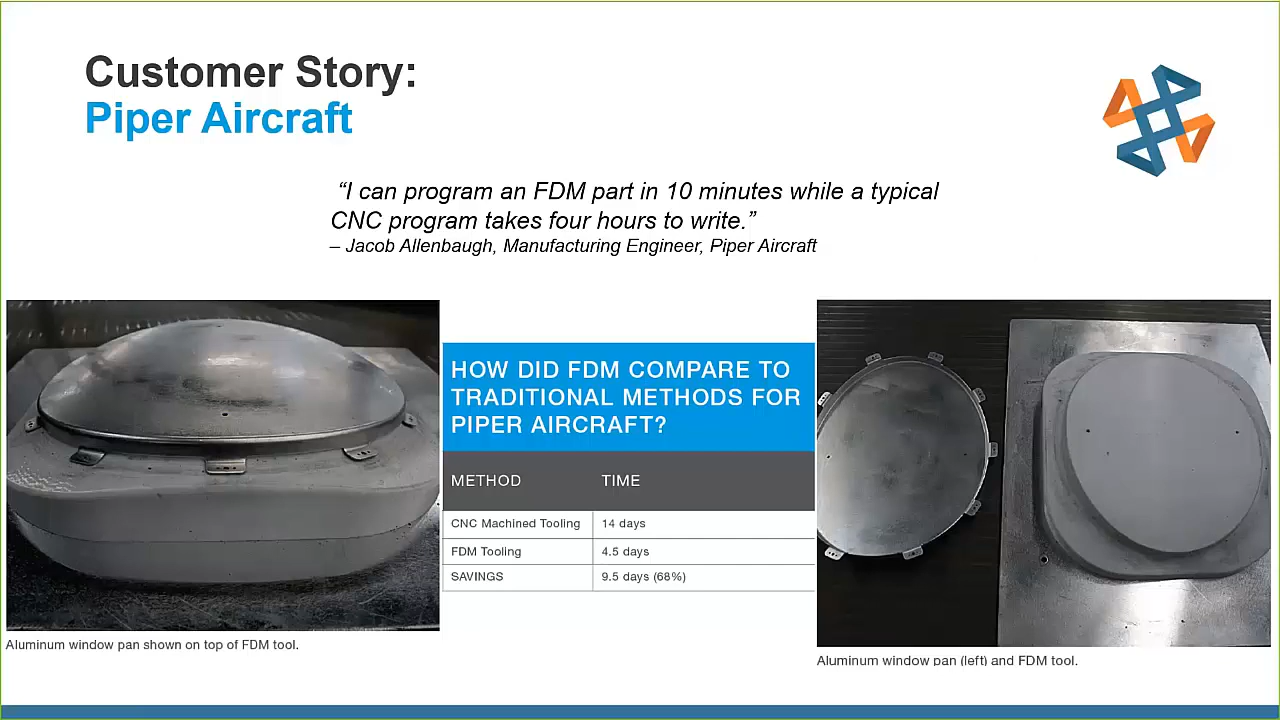 Customer Story:
Piper Aircraft
“I can program an FDM part in 10 minutes while a typical
CNC program takes four hours to write.”
– Jacob Allenbaugh, Manufacturing Engineer, Piper Aircraft
HOW DID FDM COMPARE TO
TRADITIONAL METHODS FOR
PIPER AIRCRAFT?
METHOD TIME
CNC Machined Tooling 14 days
FDM Tooling 4.5 days
SAVINGS 9.5 days (68%)
Aluminum window pan shown on top of FDM tool.
Aluminum window pan (left) and FDM tool.